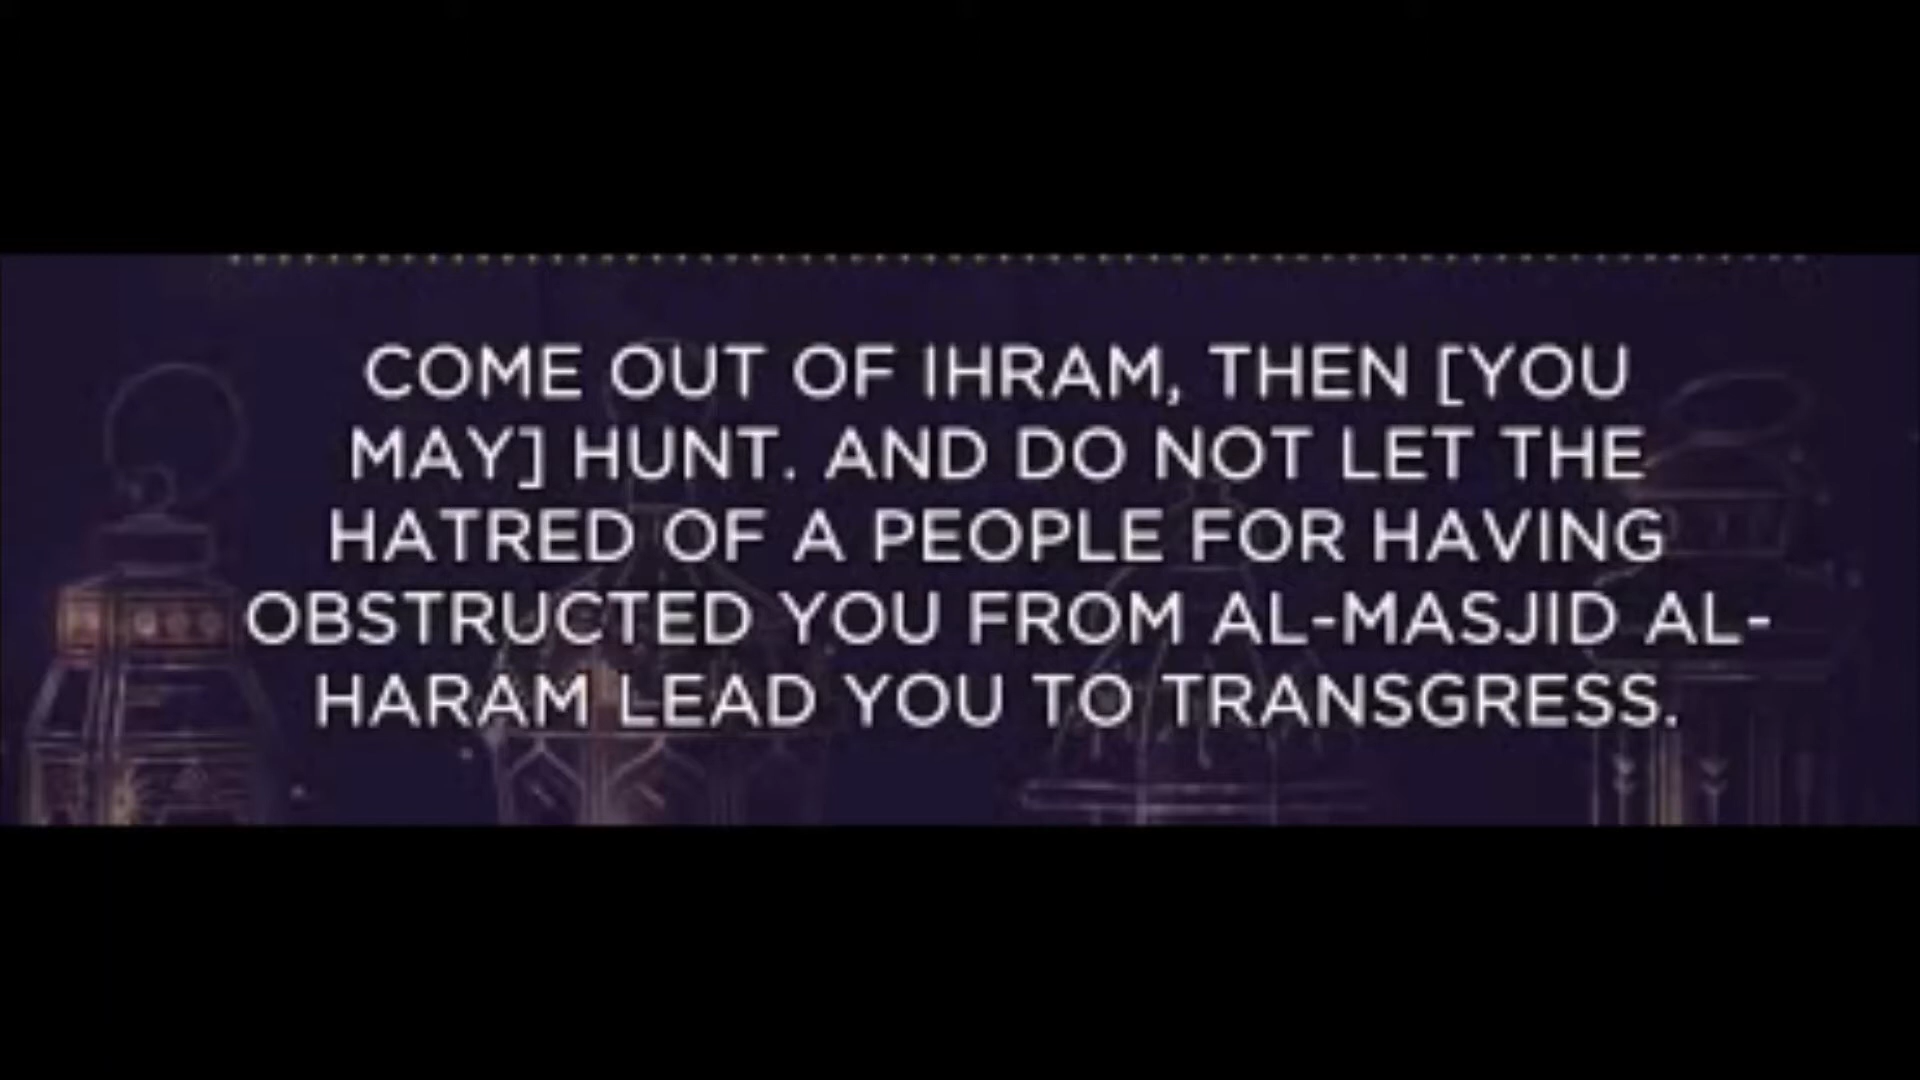 COME OUT OF IHRAM, THEN [YOU
MAY] HUNT. AND DO NOT LET THE
HATRED OF A PEOPLE FOR HAVING
OBSTRUCTED YOU FROM AL-MASJID AL-
HARAM LEAD YOU TO TRANSGRESS.